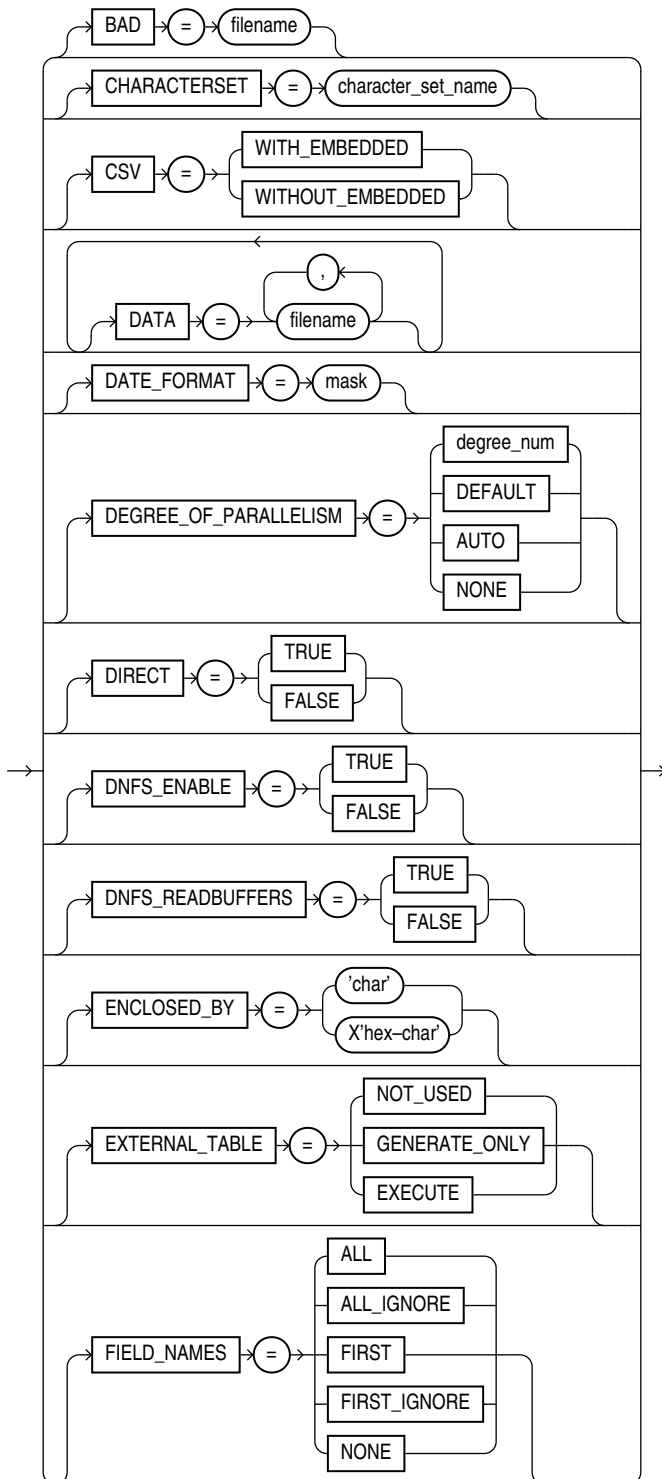 BAD = filename
CHARACTERSET = character_set_name
WITH_EMBEDDED
CSV =
WITHOUT_EMBEDDED
,
DATA = filename
DATE_FORMAT = mask
degree_num
DEFAULT
DEGREE_OF_PARALLELISM =
AUTO
NONE
TRUE
DIRECT =
FALSE
TRUE
DNFS_ENABLE =
FALSE
TRUE
DNFS_READBUFFERS =
FALSE
’char’
ENCLOSED_BY =
X’hex–char’
NOT_USED
EXTERNAL_TABLE = GENERATE_ONLY
EXECUTE
ALL
ALL_IGNORE
FIELD_NAMES = FIRST
FIRST_IGNORE
NONE